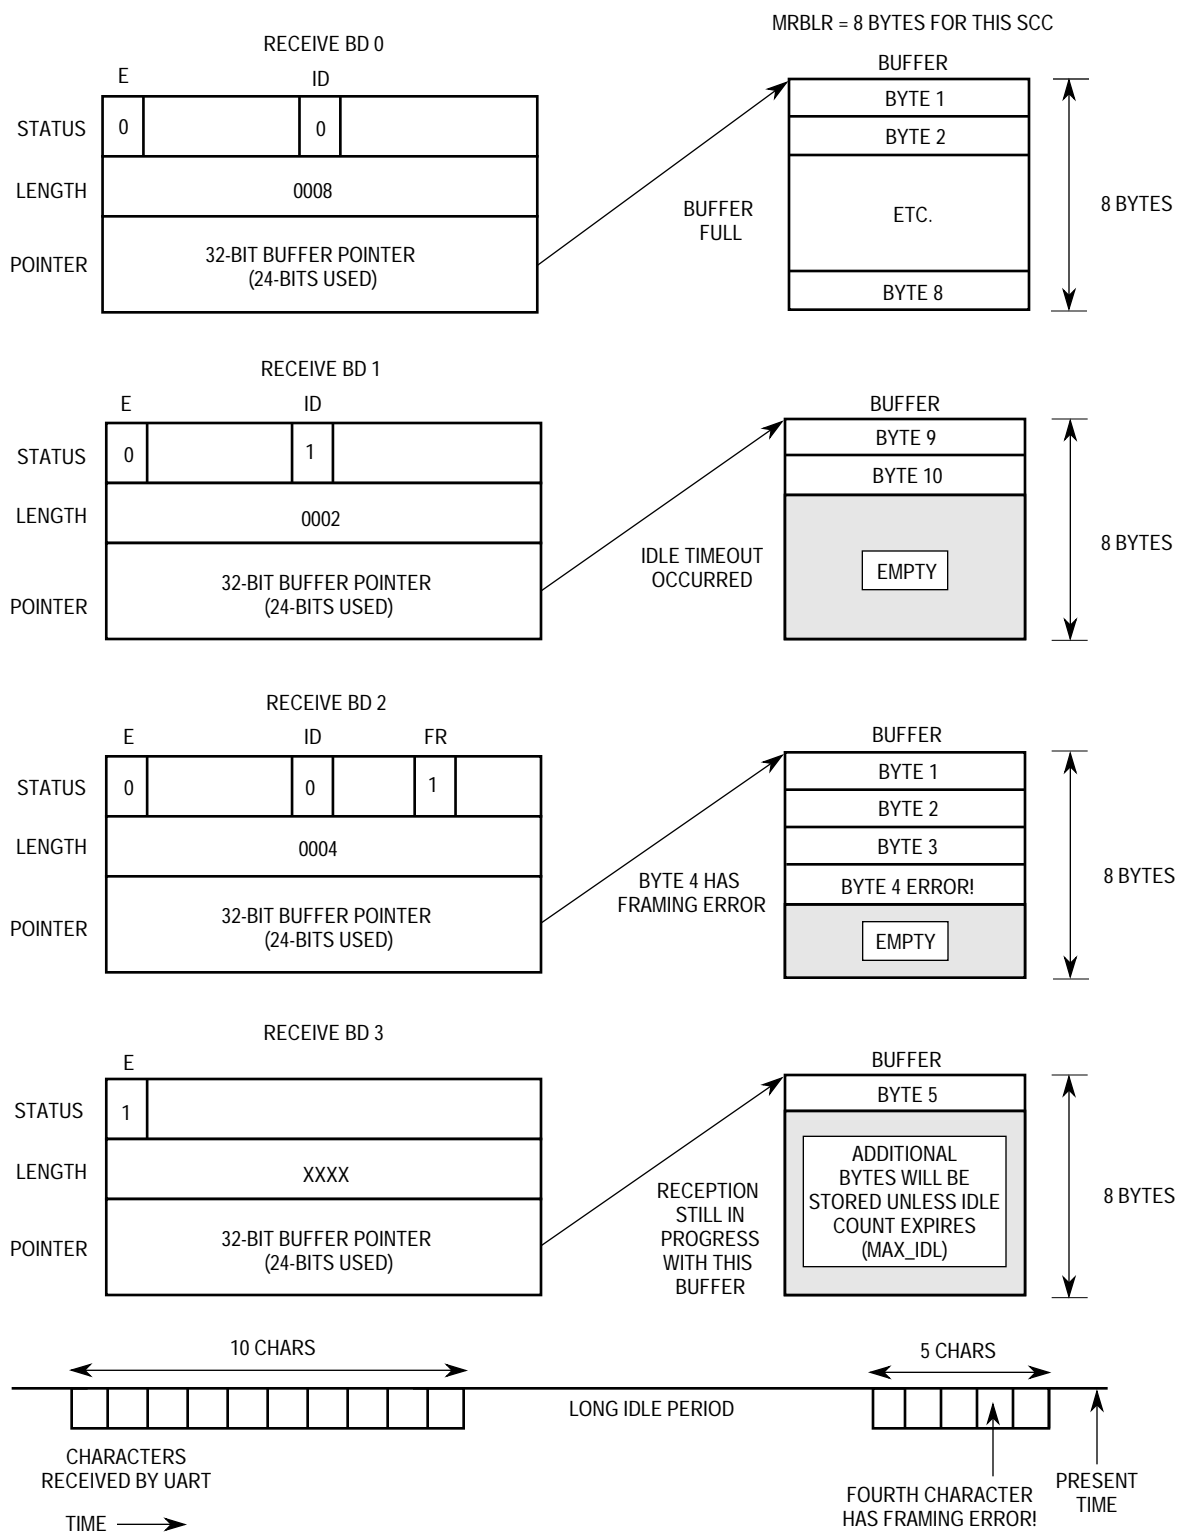 MRBLR = 8 BYTES FOR THIS SCC
RECEIVE BD 0
BUFFER
E
ID
STATUS
0
0
BYTE 1
BYTE 2
LENGTH
0008
BUFFER
FULL
ETC.
8 BYTES
POINTER
32-BIT BUFFER POINTER
(24-BITS USED)
BYTE 8
RECEIVE BD 1
E
ID
BUFFER
STATUS
0
1
BYTE 9
BYTE 10
LENGTH
0002
IDLE TIMEOUT
OCCURRED
EMPTY
8 BYTES
POINTER
32-BIT BUFFER POINTER
(24-BITS USED)
RECEIVE BD 2
E
ID
FR
BUFFER
STATUS
0
0
1
BYTE 1
BYTE 2
BYTE 3
BYTE 4 ERROR!
LENGTH
0004
BYTE 4 HAS
FRAMING ERROR
8 BYTES
POINTER
32-BIT BUFFER POINTER
(24-BITS USED)
EMPTY
RECEIVE BD 3
E
BUFFER
STATUS
1
BYTE 5
LENGTH
XXXX
RECEPTION
STILL IN
PROGRESS
WITH THIS
BUFFER
ADDITIONAL
BYTES WILL BE
STORED UNLESS IDLE
COUNT EXPIRES
(MAX_IDL)
8 BYTES
POINTER
32-BIT BUFFER POINTER
(24-BITS USED)
10 CHARS
5 CHARS
LONG IDLE PERIOD
CHARACTERS
RECEIVED BY UART
TIME
FOURTH CHARACTER
HAS FRAMING ERROR!
PRESENT
TIME